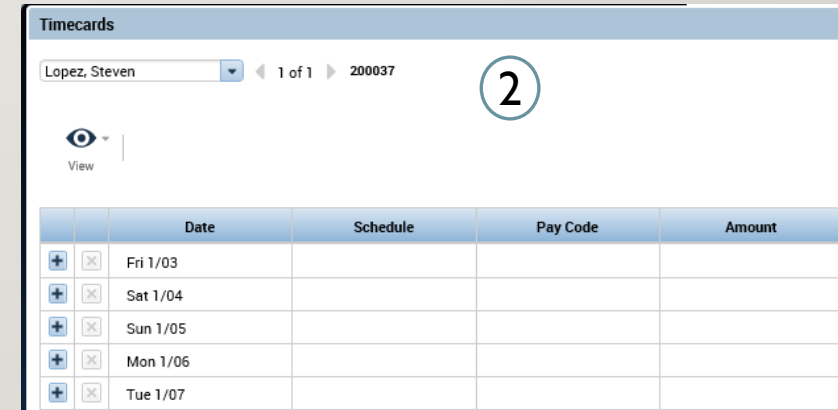 Timecards
Lopez, Steven 1 of 1 200037
2
View
Date Schedule Pay Code Amount
Fri 1/03
Sat 1/04
Sun 1/05
Mon 1/06
Tue 1/07